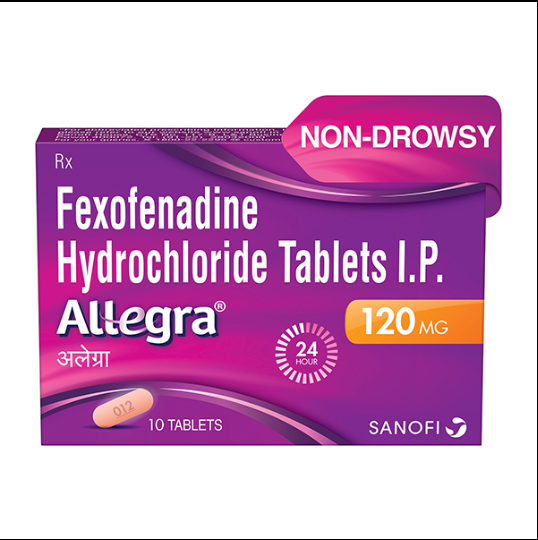 NON-DROWSY
Rx
Fexofenadine
Hydrochloride Tablets I.P.
Allegra®
120 MG
अलेग्रा
24
HOUR
012
10 TABLETS
SANOFI